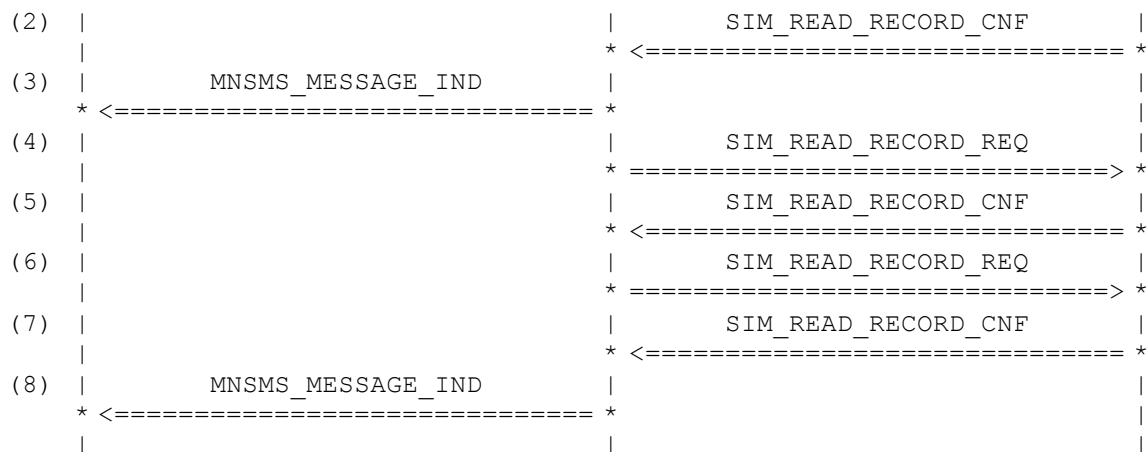 (2) | | SIM_READ_RECORD_CNF |
| * <============================== *
(3) | MNSMS_MESSAGE_IND | |
* <============================== * |
(4) | | SIM_READ_RECORD_REQ |
| * ==============================> *
(5) | | SIM_READ_RECORD_CNF |
| * <============================== *
(6) | | SIM_READ_RECORD_REQ |
| * ==============================> *
(7) | | SIM_READ_RECORD_CNF |
| * <============================== *
(8) | MNSMS_MESSAGE_IND | |
* <============================== * |
| | |